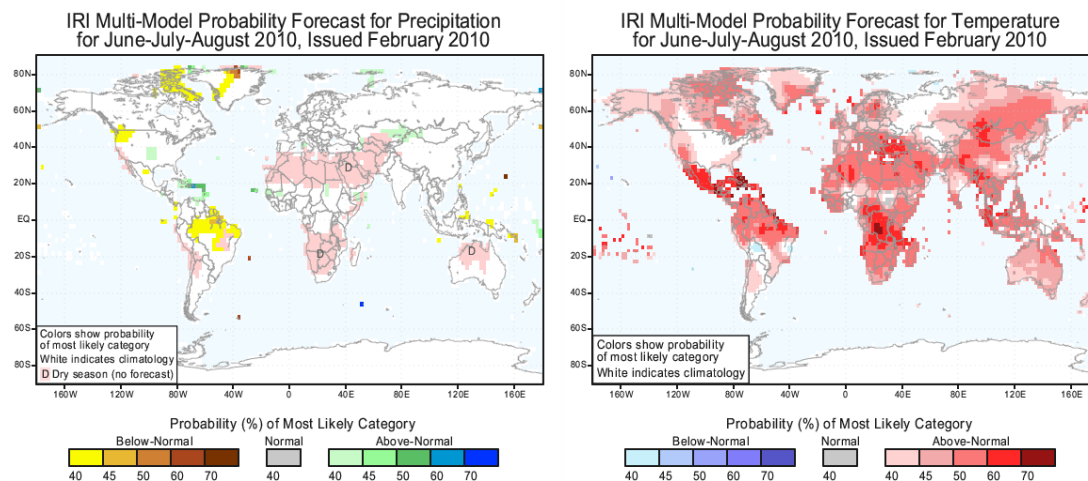 IRI Multi-Model Probability Forecast for Precipitation
for June-July-August 2010, Issued February 2010
80N
60N
40N
20N
EQ
20S
40S
60S
80S
D
D
D
Colors show probability
of most likely category
White indicates climatology
D Dry season (no forecast)
160W 120W 80W 40W 0 40E 80E 120E 160E
Probability (%) of Most Likely Category
Below-Normal Normal Above-Normal
40 45 50 60 70 40 40 45 50 60 70
IRI Multi-Model Probability Forecast for Temperature
for June-July-August 2010, Issued February 2010
80N
60N
40N
20N
EQ
20S
40S
60S
80S
Colors show probability
of most likely category
White indicates climatology
160W 120W 80W 40W 0 40E 80E 120E 160E
Probability (%) of Most Likely Category
Below-Normal Normal Above-Normal
40 45 50 60 70 40 40 45 50 60 70